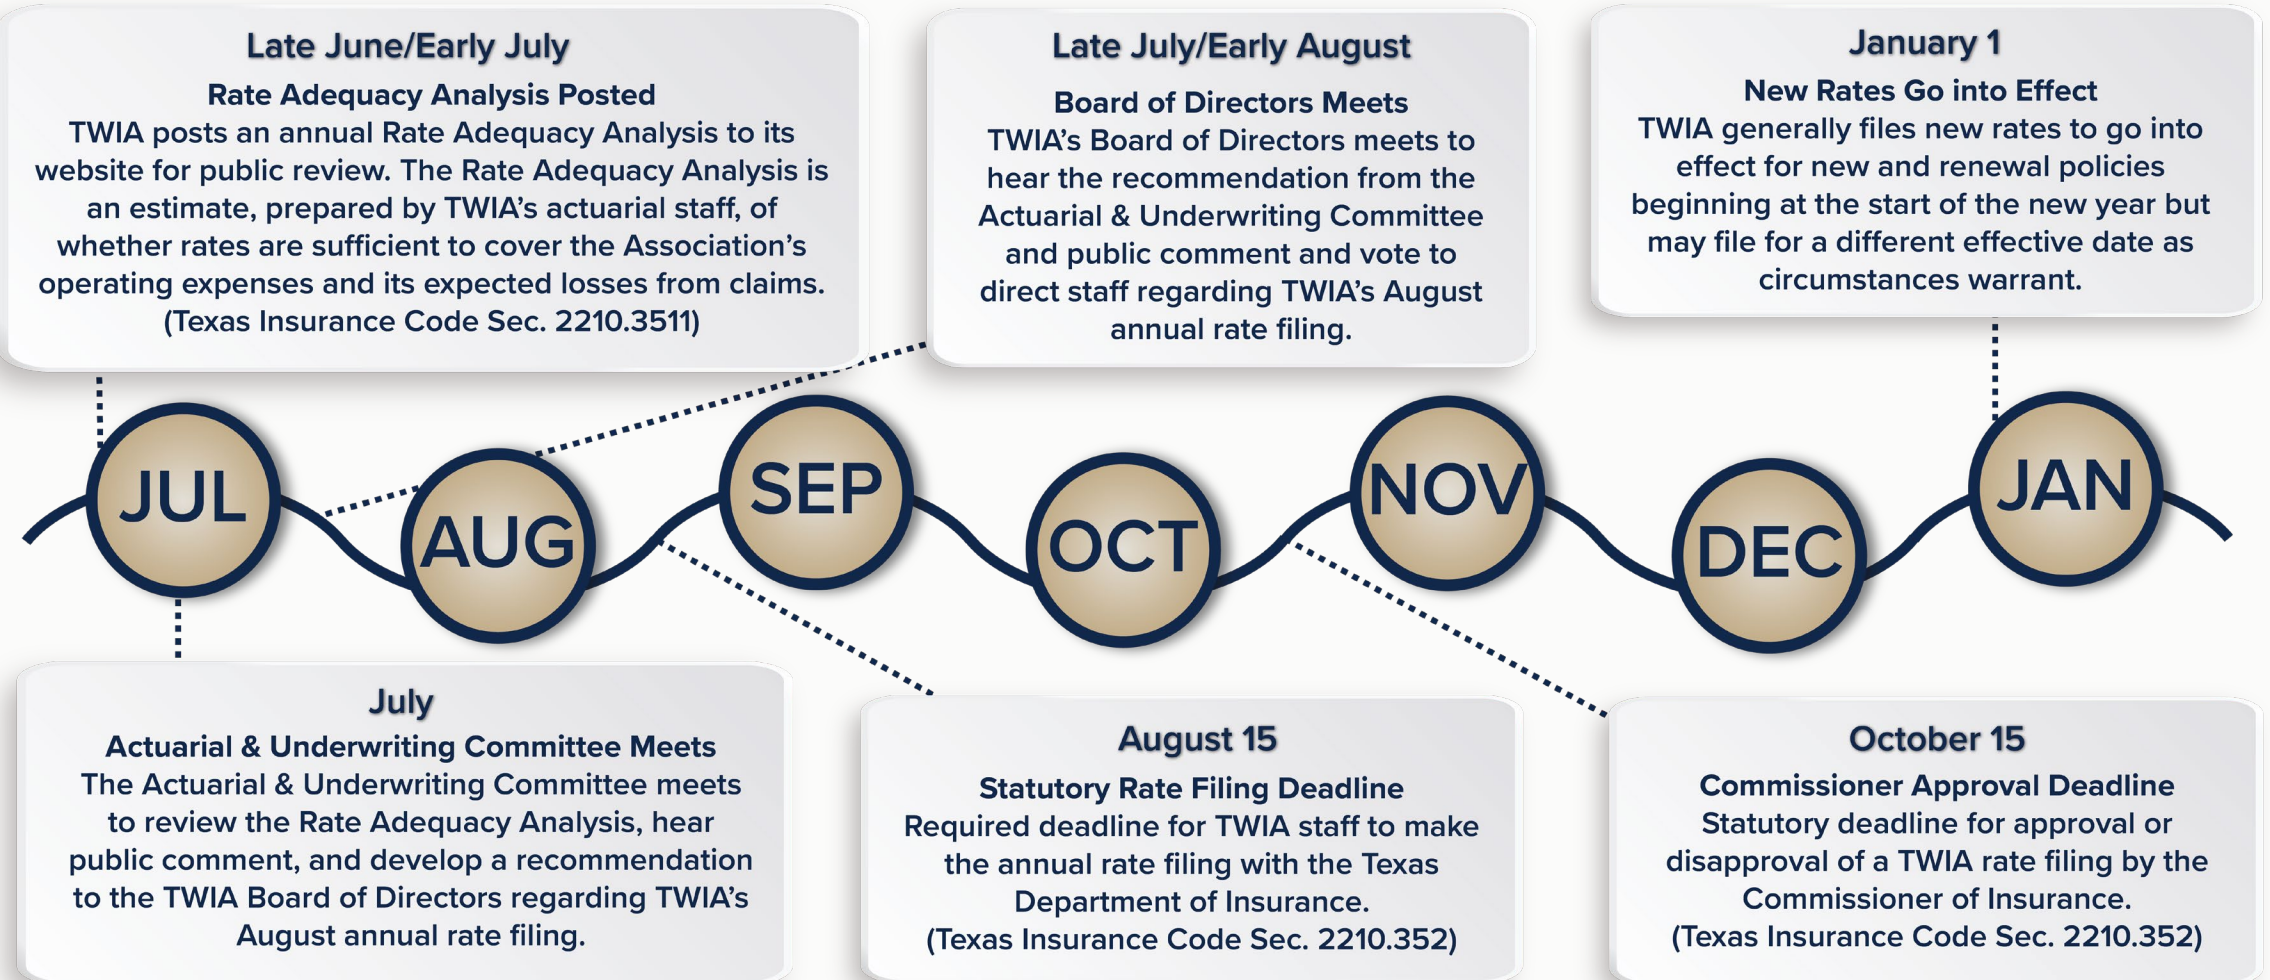 Late June/Early July
Rate Adequacy Analysis Posted
TWIA posts an annual Rate Adequacy Analysis to its
website for public review. The Rate Adequacy Analysis is
an estimate, prepared by TWIA's actuarial staff, of
whether rates are sufficient to cover the Association's
operating expenses and its expected losses from claims.
(Texas Insurance Code Sec. 2210.3511)
Late July/Early August
Board of Directors Meets
TWIA's Board of Directors meets to
hear the recommendation from the
Actuarial & Underwriting Committee
and public comment and vote to
direct staff regarding TWIA's August
annual rate filing.
January 1
New Rates Go into Effect
TWIA generally files new rates to go into
effect for new and renewal policies
beginning at the start of the new year but
may file for a different effective date as
circumstances warrant.
JUL
AUG
SEP
OCT
NOV
DEC
JAN
July
Actuarial & Underwriting Committee Meets
The Actuarial & Underwriting Committee meets
to review the Rate Adequacy Analysis, hear
public comment, and develop a recommendation
to the TWIA Board of Directors regarding TWIA's
August annual rate filing.
August 15
Statutory Rate Filing Deadline
Required deadline for TWIA staff to make
the annual rate filing with the Texas
Department of Insurance.
(Texas Insurance Code Sec. 2210.352)
October 15
Commissioner Approval Deadline
Statutory deadline for approval or
disapproval of a TWIA rate filing by the
Commissioner of Insurance.
(Texas Insurance Code Sec. 2210.352)